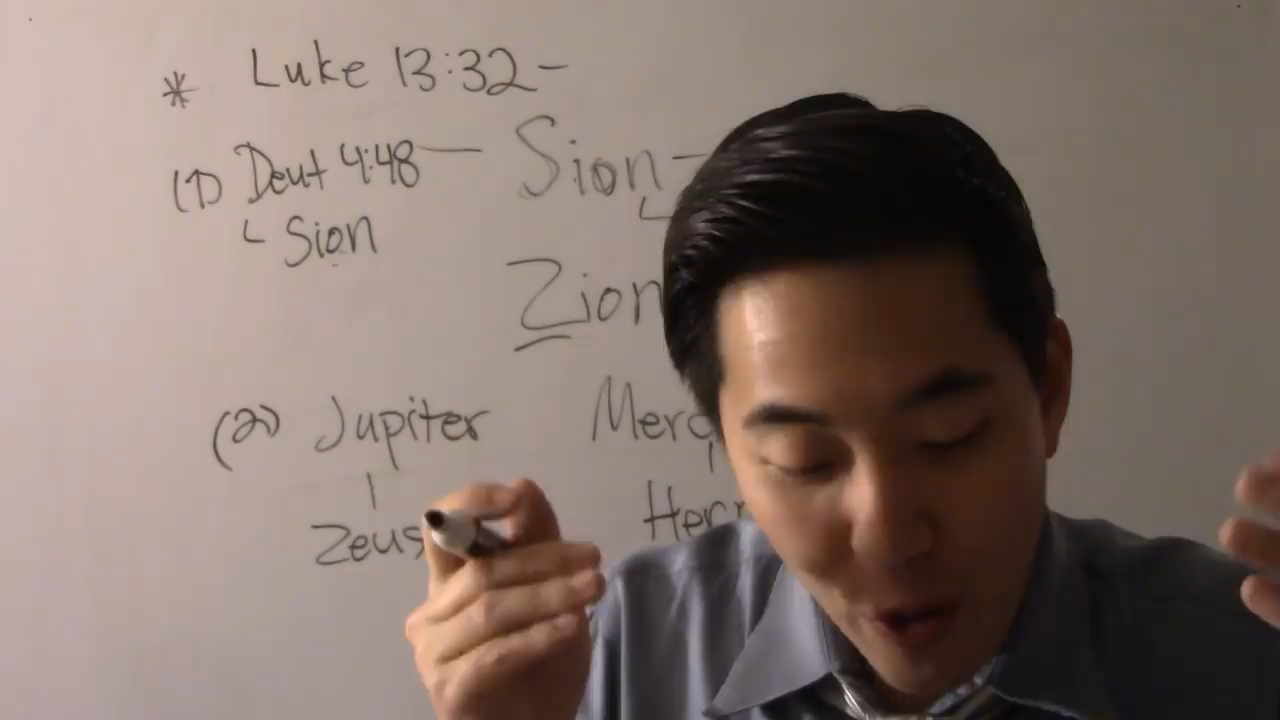 * Luke 13:32 -
(1) Deut 4:48 — Sion -
└ Sion
Zion
(2) Jupiter
Zeus